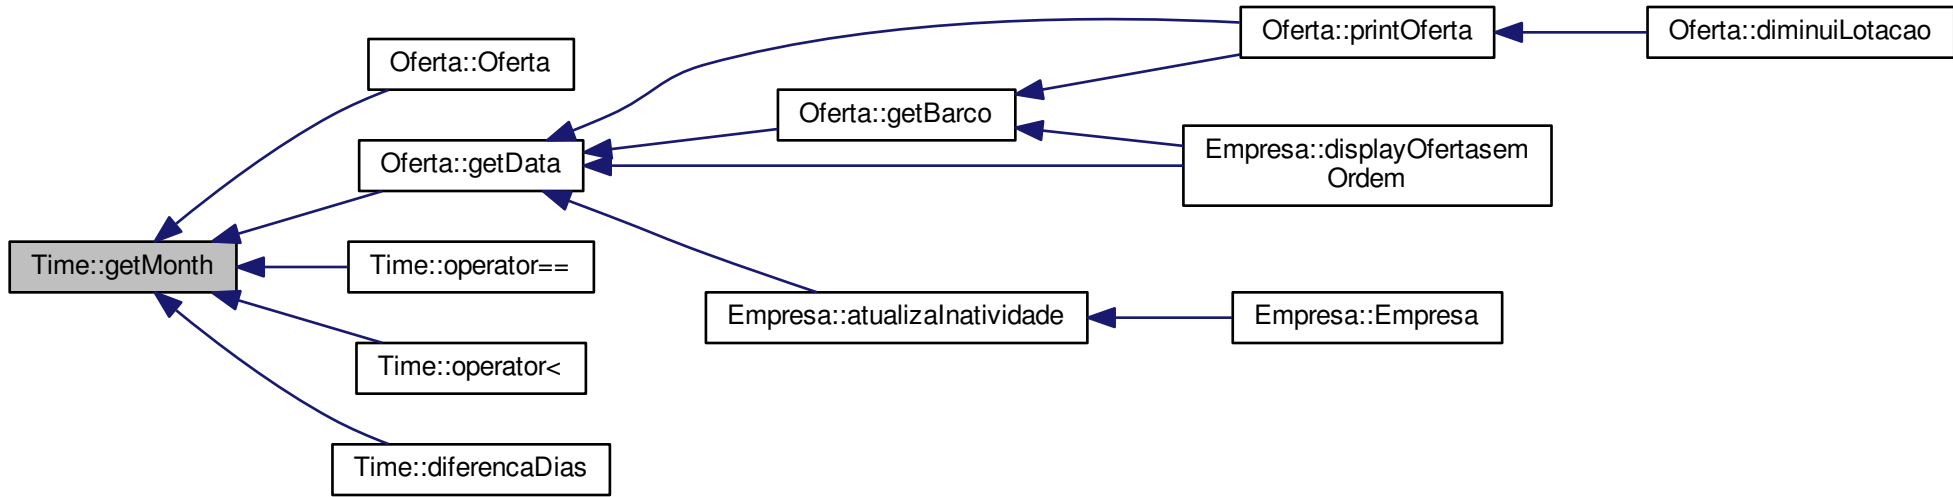 Oferta::printOferta
Oferta::diminuiLotacao
Oferta::Oferta
Oferta::getBarco
Oferta::getData
Empresa::displayOfertasem
Ordem
Time::getMonth
Time::operator==
Empresa::atualizaInatividade
Empresa::Empresa
Time::operator<
Time::diferencaDias